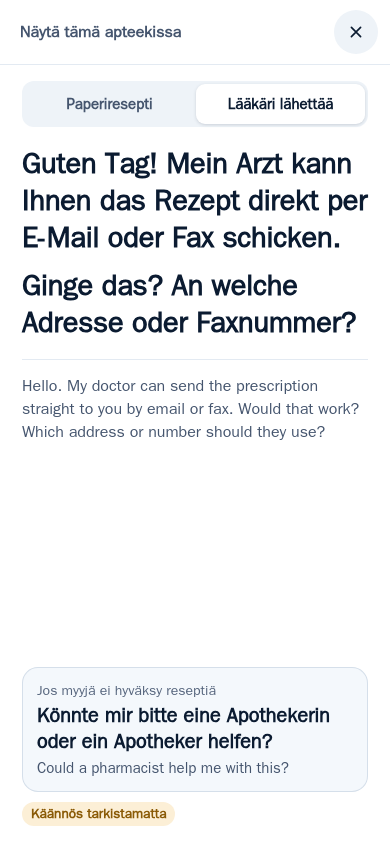 Näytä tämä apteekissa
×
Paperiresepti
Lääkäri lähettää
Guten Tag! Mein Arzt kann
Ihnen das Rezept direkt per
E-Mail oder Fax schicken.
Ginge das? An welche
Adresse oder Faxnummer?
Hello. My doctor can send the prescription
straight to you by email or fax. Would that work?
Which address or number should they use?
Jos myyjä ei hyväksy reseptiä
Könnte mir bitte eine Apothekerin
oder ein Apotheker helfen?
Could a pharmacist help me with this?
Käännös tarkistamatta